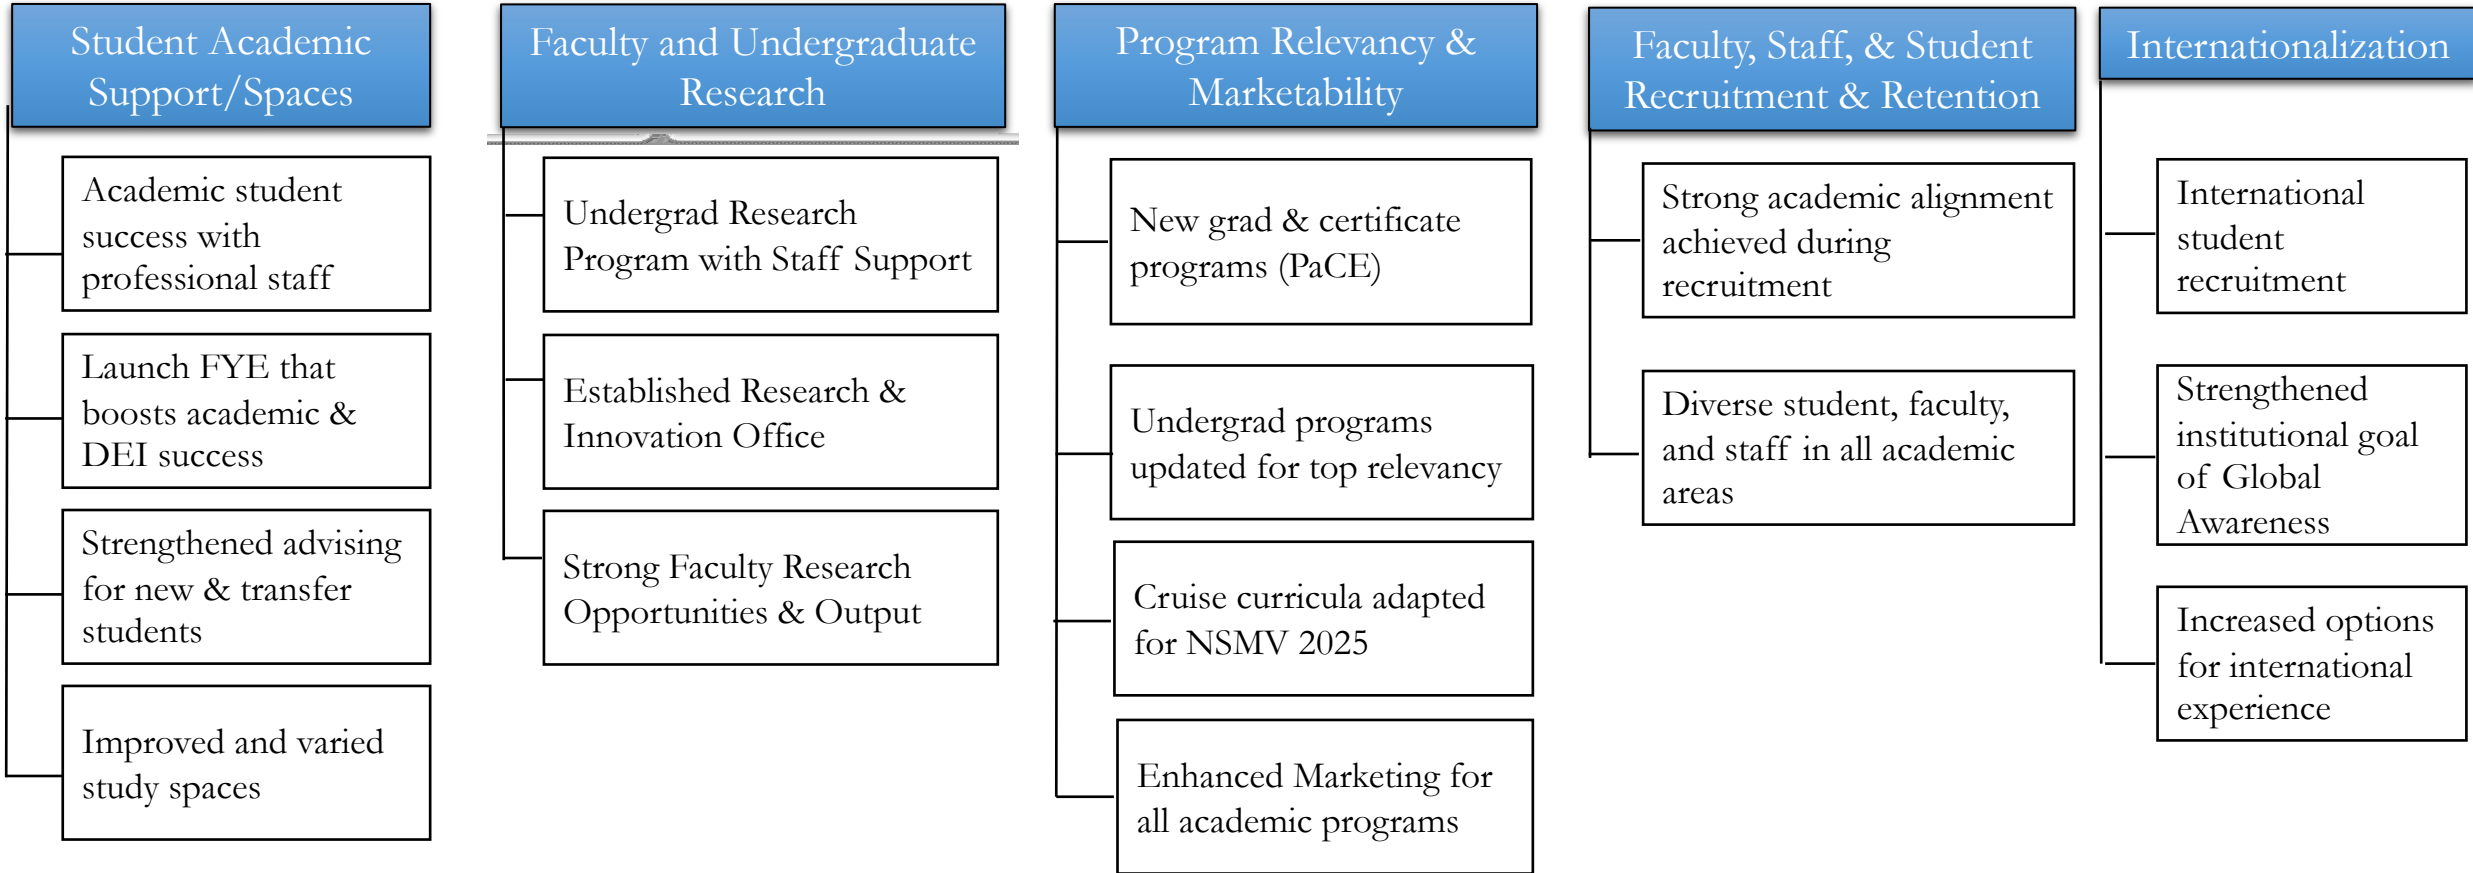 Student Academic
Support/Spaces
Academic student
success with
professional staff
Launch FYE that
boosts academic &
DEI success
Strengthened advising
for new & transfer
students
Improved and varied
study spaces
Faculty and Undergraduate
Research
Undergrad Research
Program with Staff Support
Established Research &
Innovation Office
Strong Faculty Research
Opportunities & Output
Program Relevancy &
Marketability
New grad & certificate
programs (PaCE)
Undergrad programs
updated for top relevancy
Cruise curricula adapted
for NSMV 2025
Enhanced Marketing for
all academic programs
Faculty, Staff, & Student
Recruitment & Retention
Strong academic alignment
achieved during
recruitment
Diverse student, faculty,
and staff in all academic
areas
Internationalization
International
student
recruitment
Strengthened
institutional goal
of Global
Awareness
Increased options
for international
experience